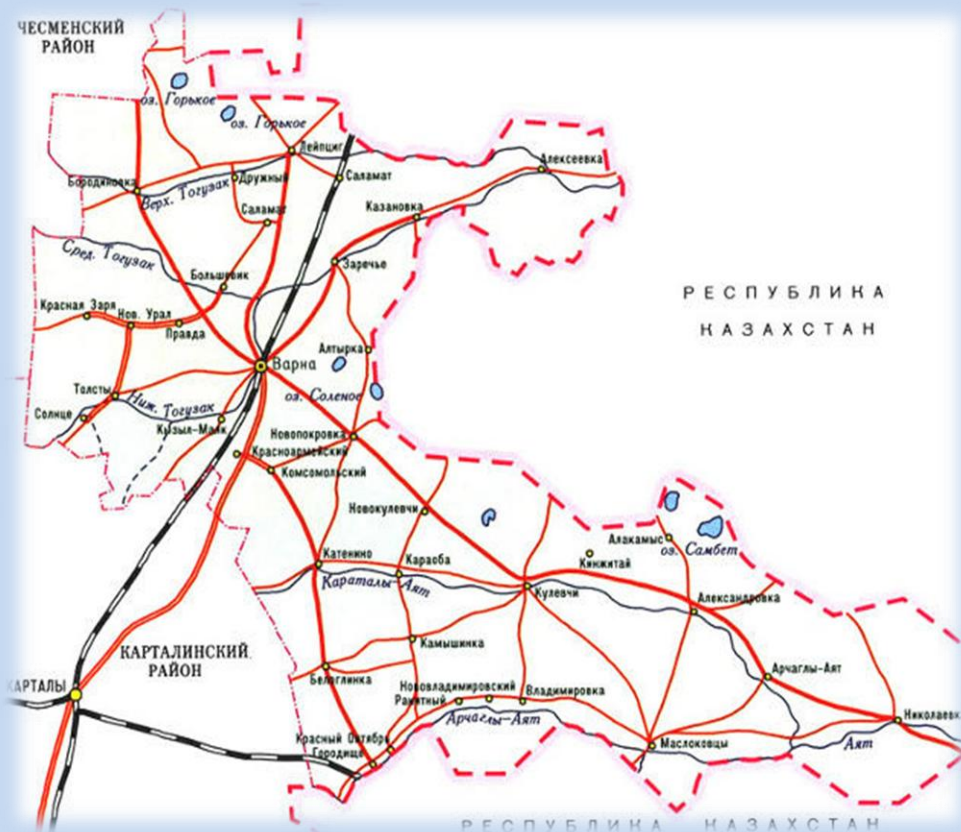 ЧЕСМЕНСКИЙ
РАЙОН
оз. Горькое
оз. Горькое
Лейпциг
Алексеевка
Бородиновка
Верх. Тогузак
Дружный
Саламат
Саламат
Казановка
Сред. Тогузак
Большевик
Заречье
РЕСПУБЛИКА
КАЗАХСТАН
Красная Заря
Нов. Урал
Правда
Алтырка
Варна
Толсты
Ниж. Тогузак
оз. Соленое
Солнце
Кызыл-Маяк
Новопокровка
Красноармейский
Комсомольский
Новокулевчи
Алакамыс
оз. Самбет
Кинжитай
Катенино
Караоба
Караталы-Аят
Кулевчи
Александровка
КАРТАЛИНСКИЙ
РАЙОН
Камышинка
Белоглинка
Арчаглы-Аят
КАРТАЛЫ
Нововладимировский
Ракитный
Владимировка
Арчаглы-Аят
Николаевка
Красный Октябрь
Городище
Маслоковцы
Аят
РЕСПУБЛИКА КАЗАХСТАН